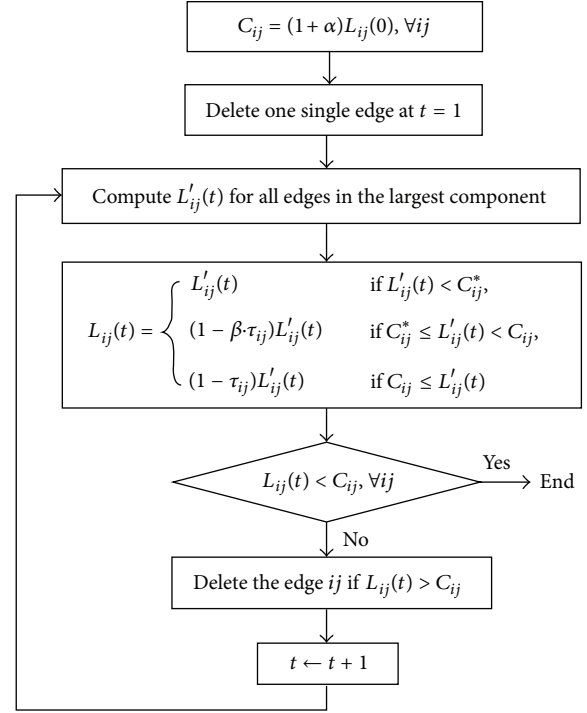 C_{ij} = (1 + α)L_{ij}(0), ∀ij
Delete one single edge at t = 1
Compute L′_{ij}(t) for all edges in the largest component
L′_{ij}(t) if L′_{ij}(t) < C*_{ij},
L_{ij}(t) = { (1 − β·τ_{ij})L′_{ij}(t) if C*_{ij} ≤ L′_{ij}(t) < C_{ij},
(1 − τ_{ij})L′_{ij}(t) if C_{ij} ≤ L′_{ij}(t)
L_{ij}(t) < C_{ij}, ∀ij
Yes
End
No
Delete the edge ij if L_{ij}(t) > C_{ij}
t ← t + 1